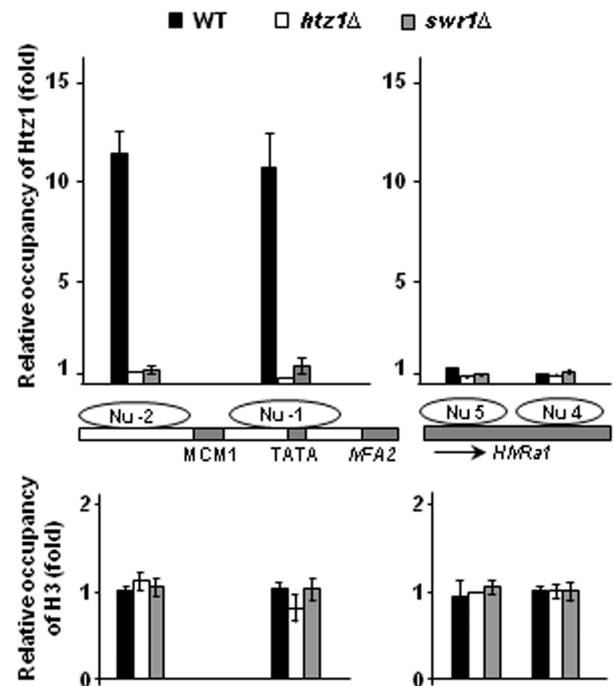 WT htz1Δ swr1Δ
Relative occupancy of Htz1 (fold)
15
10
5
1
15
10
5
1
Nu -2 Nu -1
MCM1 TATA MFA2
Nu 5 Nu 4
HMRa1
Relative occupancy
of H3 (fold)
2
1
0
2
1
0